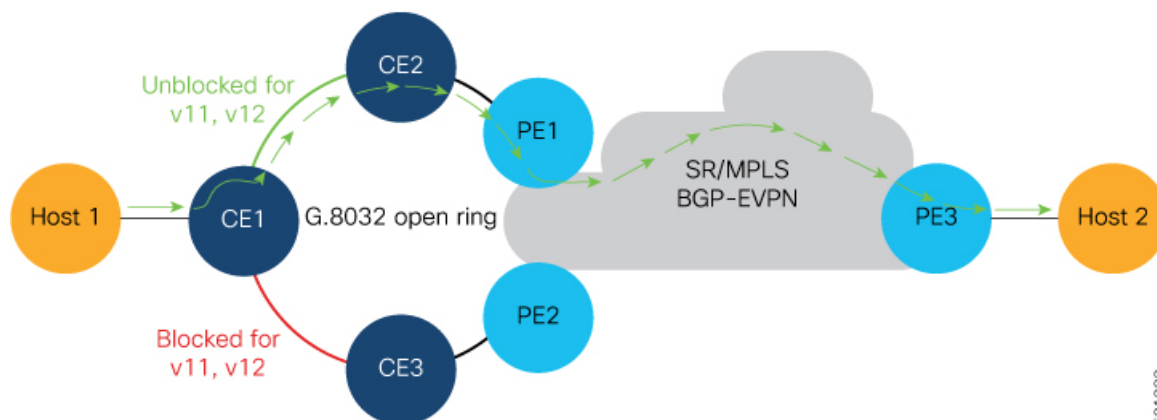 Unblocked for
v11, v12
CE2
PE1
SR/MPLS
BGP-EVPN
Host 1
CE1
G.8032 open ring
PE3
Host 2
PE2
Blocked for
v11, v12
CE3